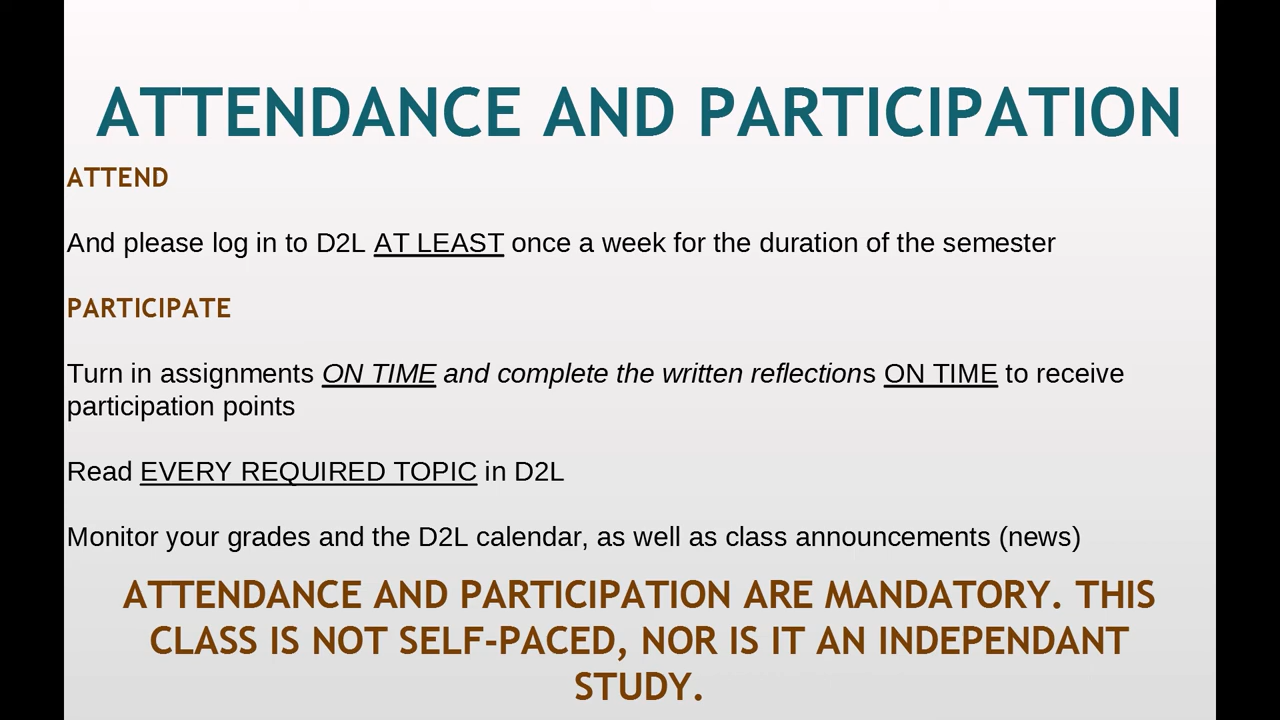 ATTENDANCE AND PARTICIPATION
ATTEND
And please log in to D2L AT LEAST once a week for the duration of the semester
PARTICIPATE
Turn in assignments ON TIME and complete the written reflections ON TIME to receive
participation points
Read EVERY REQUIRED TOPIC in D2L
Monitor your grades and the D2L calendar, as well as class announcements (news)
ATTENDANCE AND PARTICIPATION ARE MANDATORY. THIS
CLASS IS NOT SELF-PACED, NOR IS IT AN INDEPENDANT
STUDY.